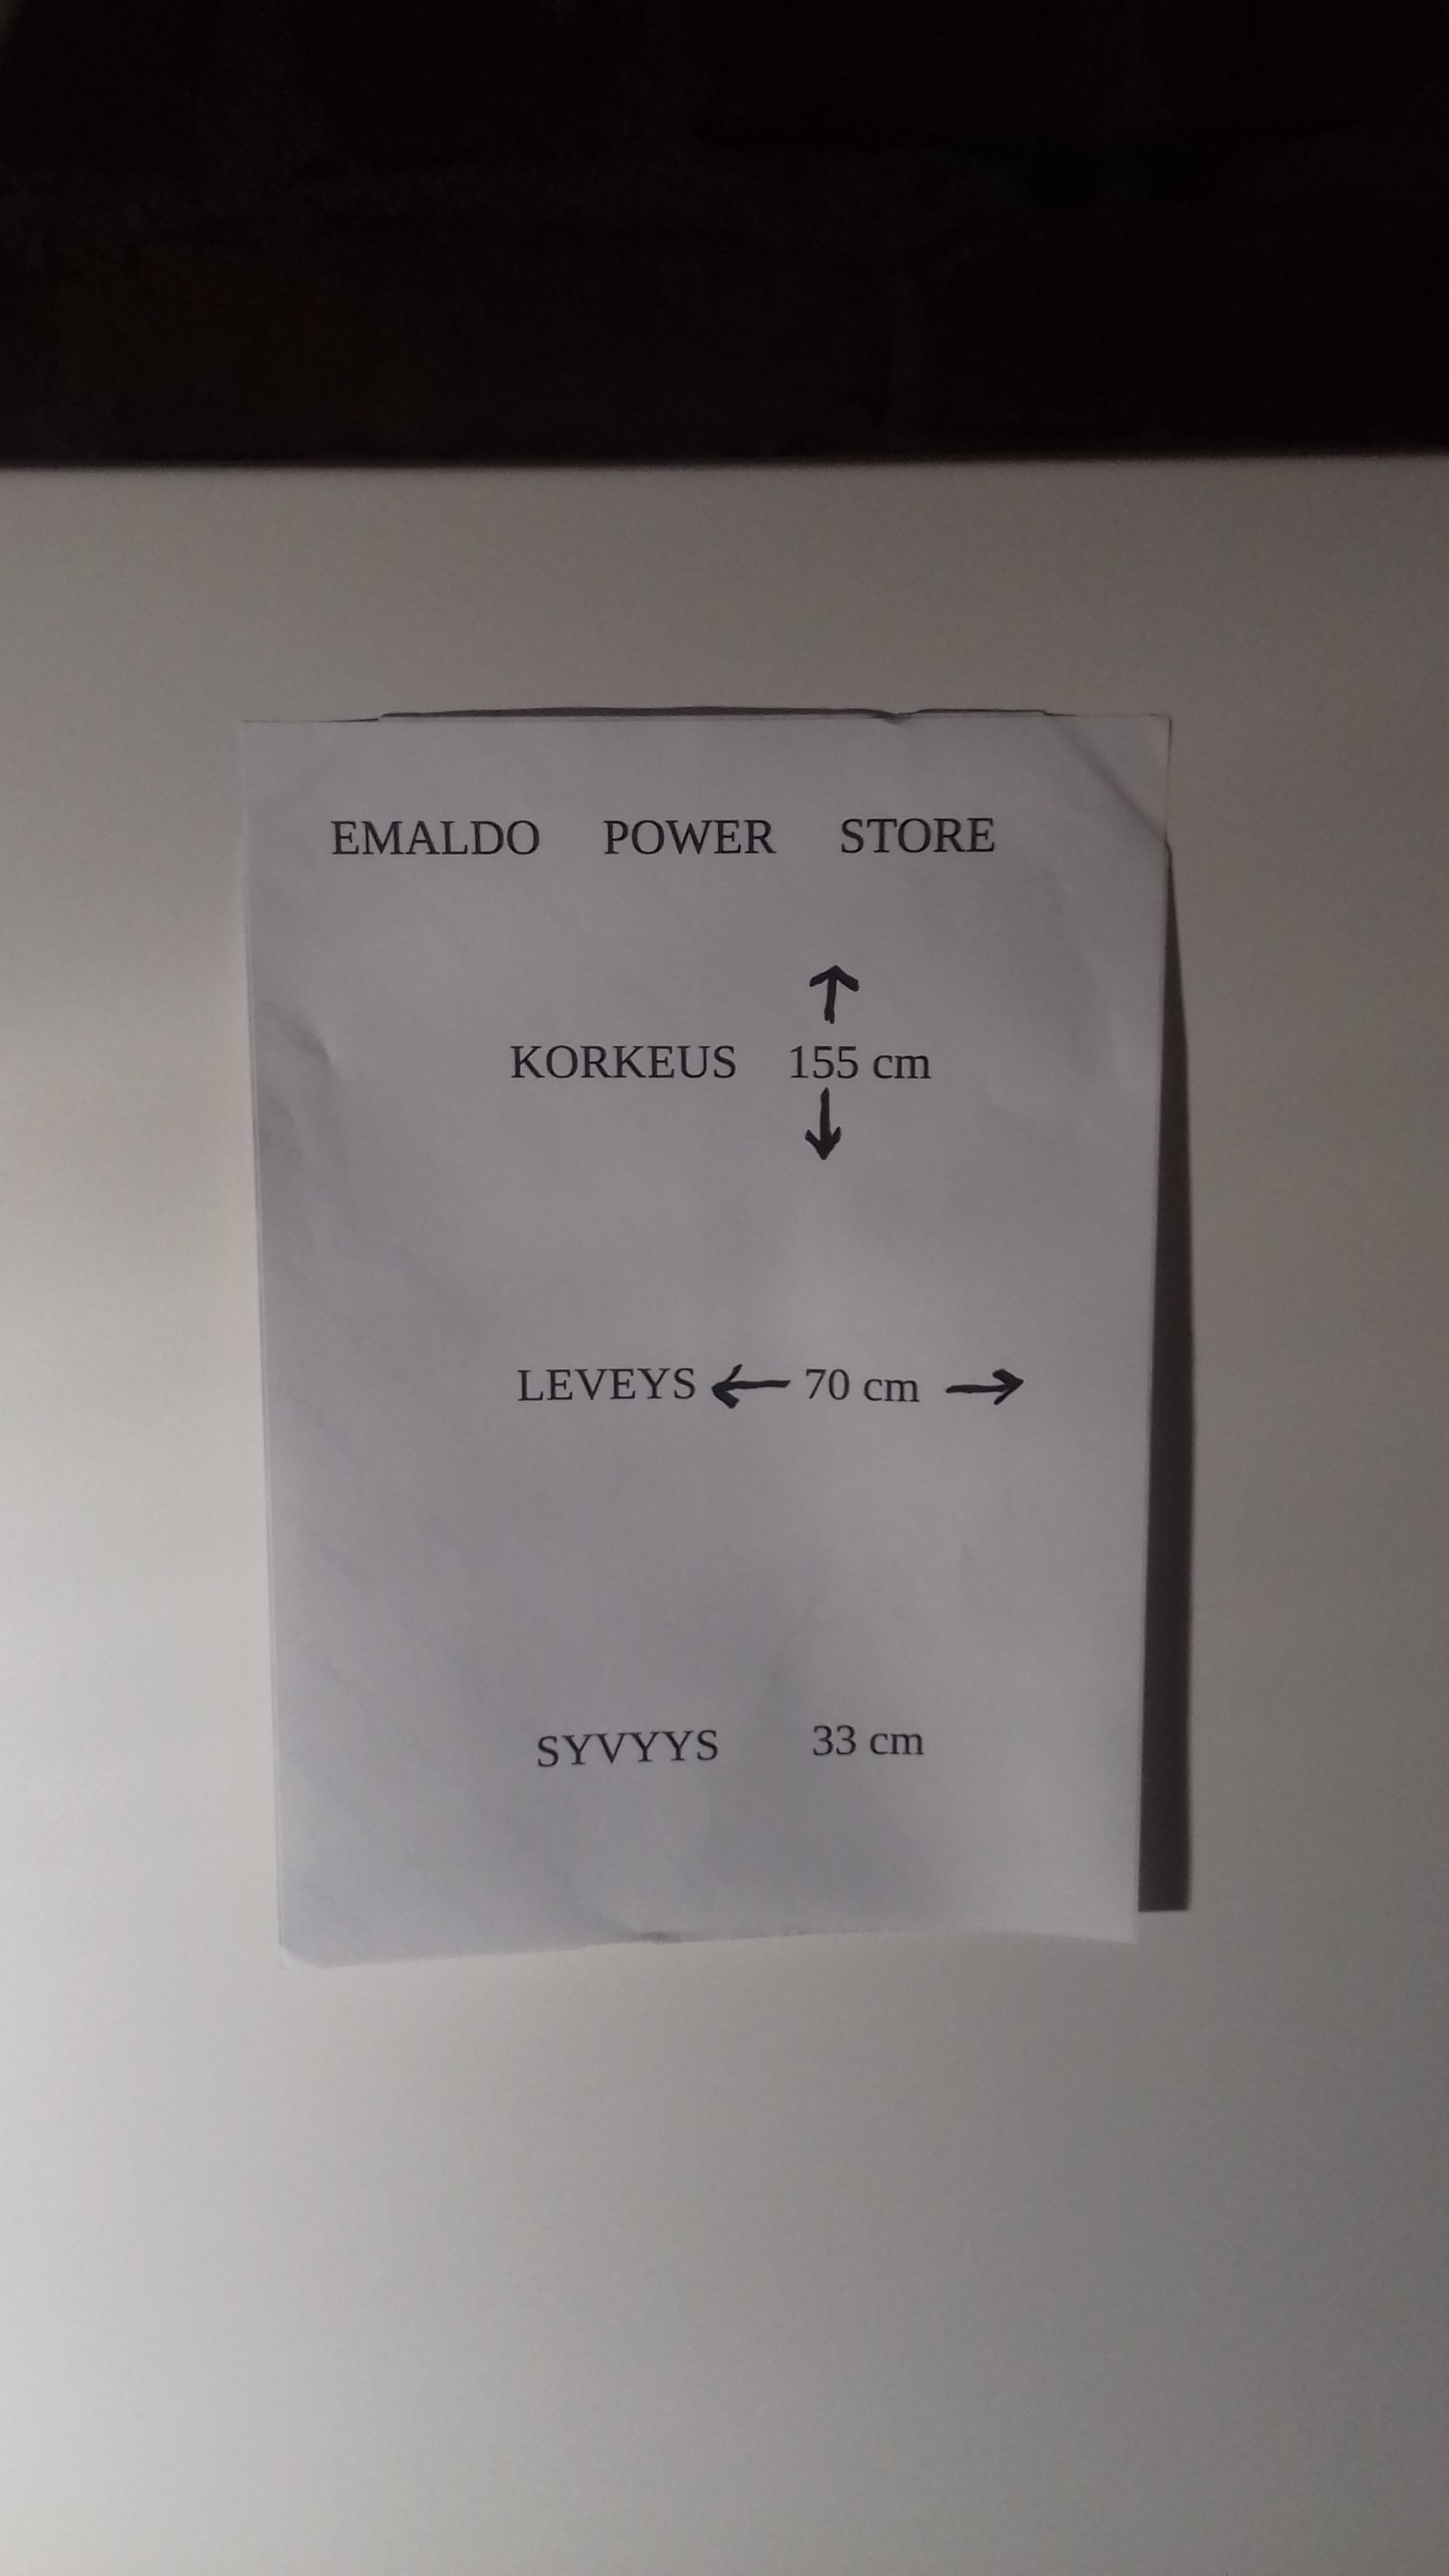 EMALDO POWER STORE
KORKEUS 155 cm
LEVEYS 70 cm
SYVYYS 33 cm